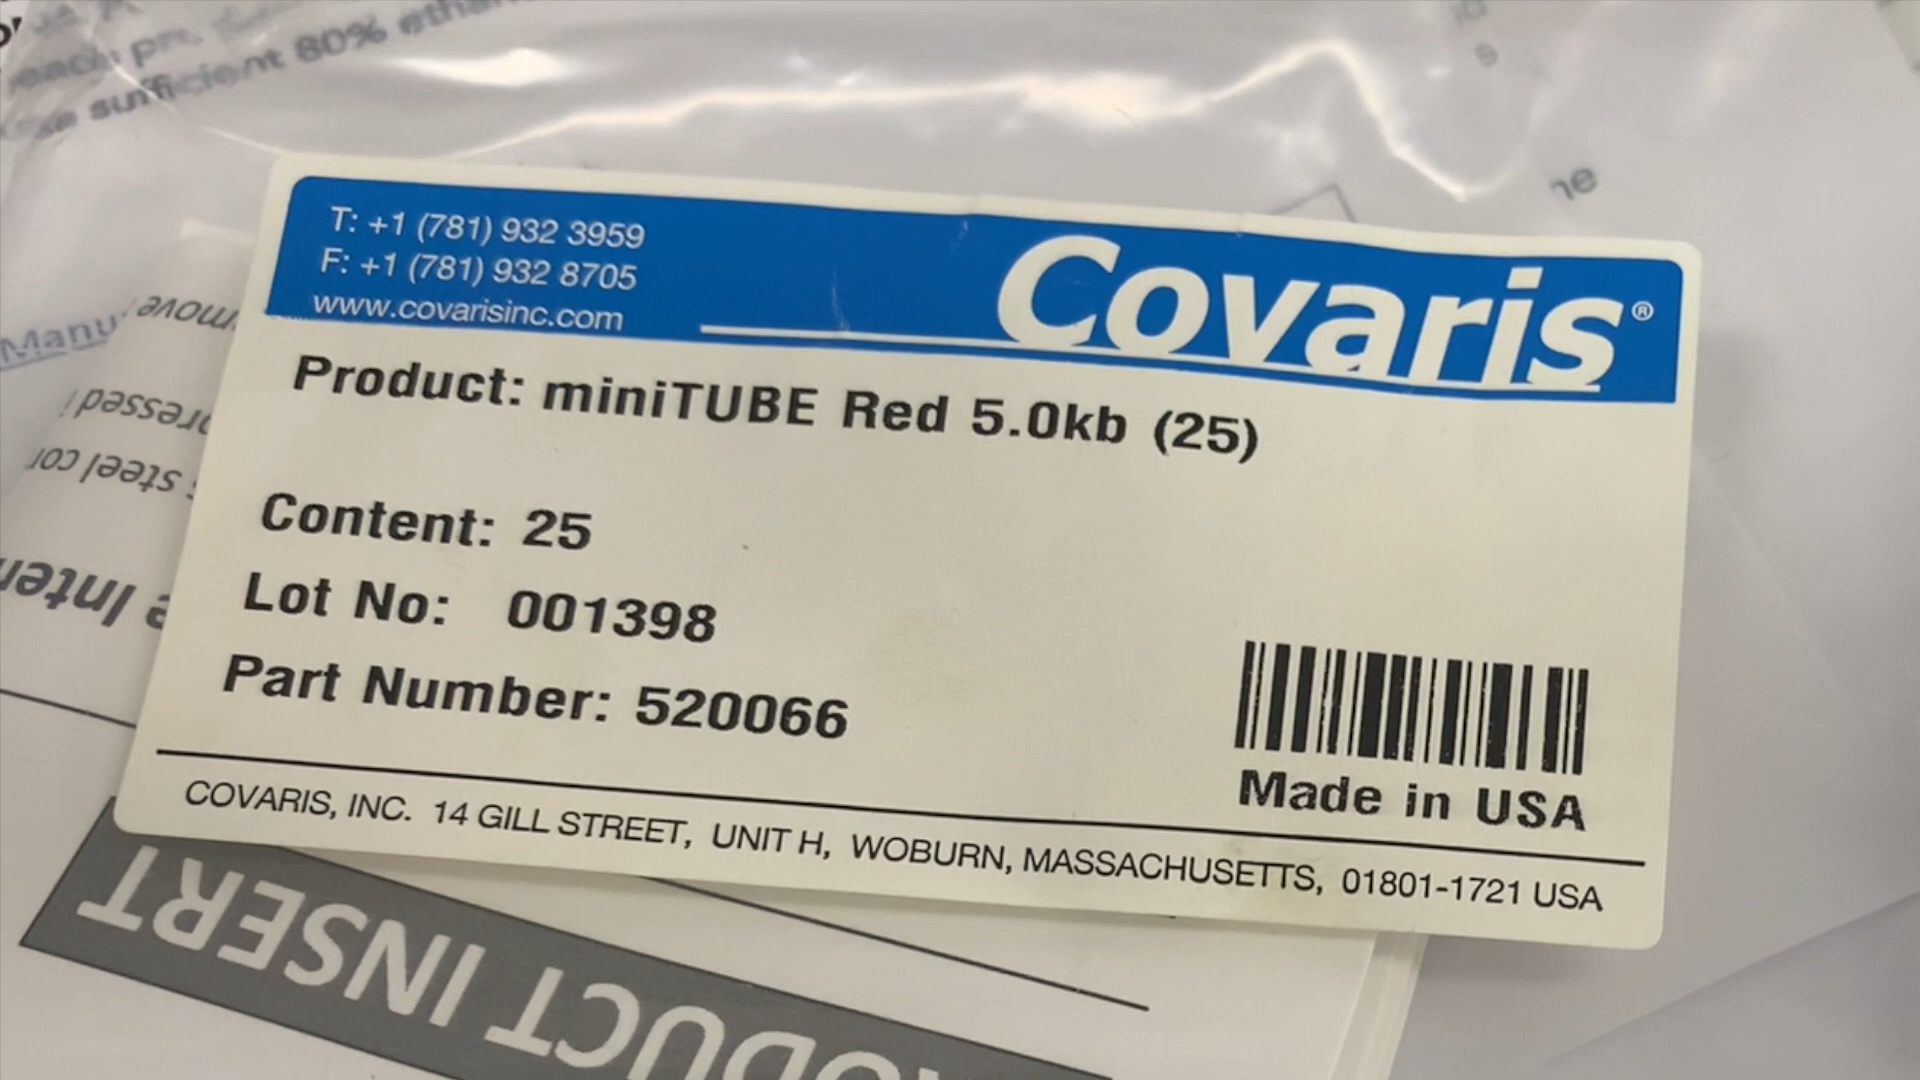 sufficient 80%
T: +1 (781) 932 3959
F: +1 (781) 932 8705
www.covarisinc.com
Covaris®
Product: miniTUBE Red 5.0kb (25)
Content: 25
Lot No: 001398
Part Number: 520066
Made in USA
COVARIS, INC. 14 GILL STREET, UNIT H, WOBURN, MASSACHUSETTS, 01801-1721 USA
steel
INSERT